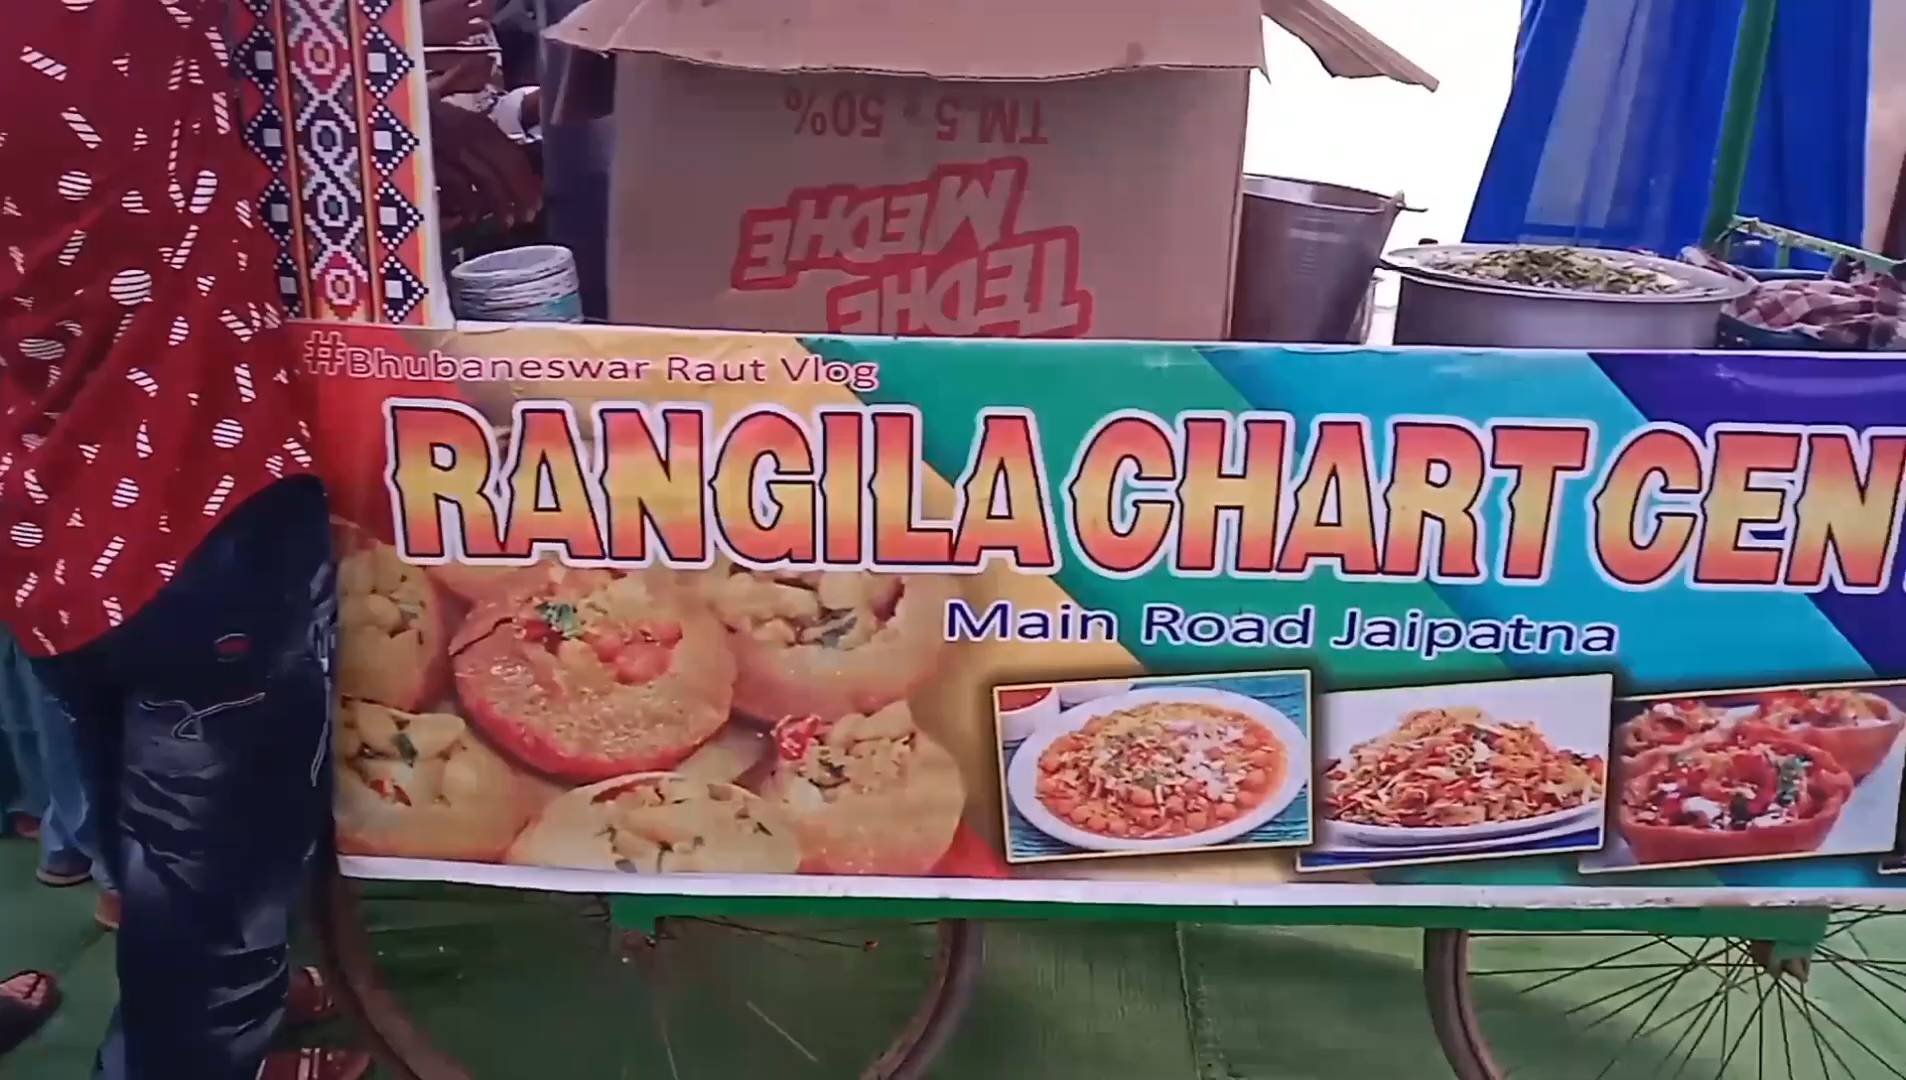 TM 5 * 50%
TEDHE
MEDHE
#Bhubaneswar Raut Vlog
RANGILA CHART CEN
Main Road Jaipatna